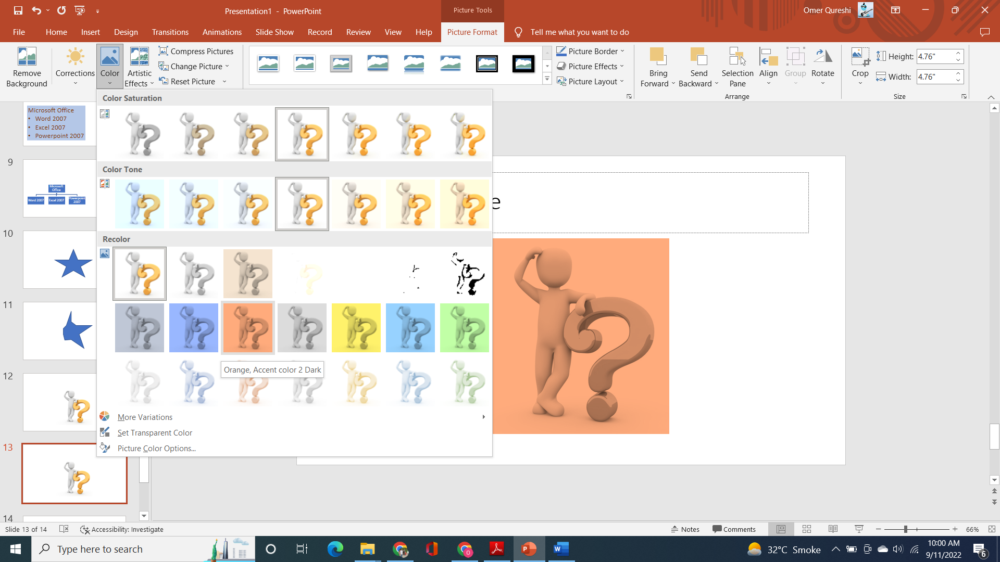 Presentation1 - PowerPoint
Picture Tools
Omer Qureshi
File Home Insert Design Transitions Animations Slide Show Record Review View Help Picture Format Tell me what you want to do
Remove Background
Corrections
Color
Artistic Effects
Compress Pictures
Change Picture
Reset Picture
Picture Border
Picture Effects
Picture Layout
Bring Forward
Send Backward
Selection Pane
Align
Group
Rotate
Arrange
Crop
Height: 4.76"
Width: 4.76"
Size
Color Saturation
Color Tone
Recolor
Orange, Accent color 2 Dark
More Variations
Set Transparent Color
Picture Color Options...
Microsoft Office
• Word 2007
• Excel 2007
• Powerpoint 2007
9
Microsoft Office
Word 2007 Excel 2007 Powerpoint 2007
10
11
12
13
14
e
Slide 13 of 14 Accessibility: Investigate Notes Comments 66%
Type here to search
32°C Smoke
10:00 AM
9/11/2022
6